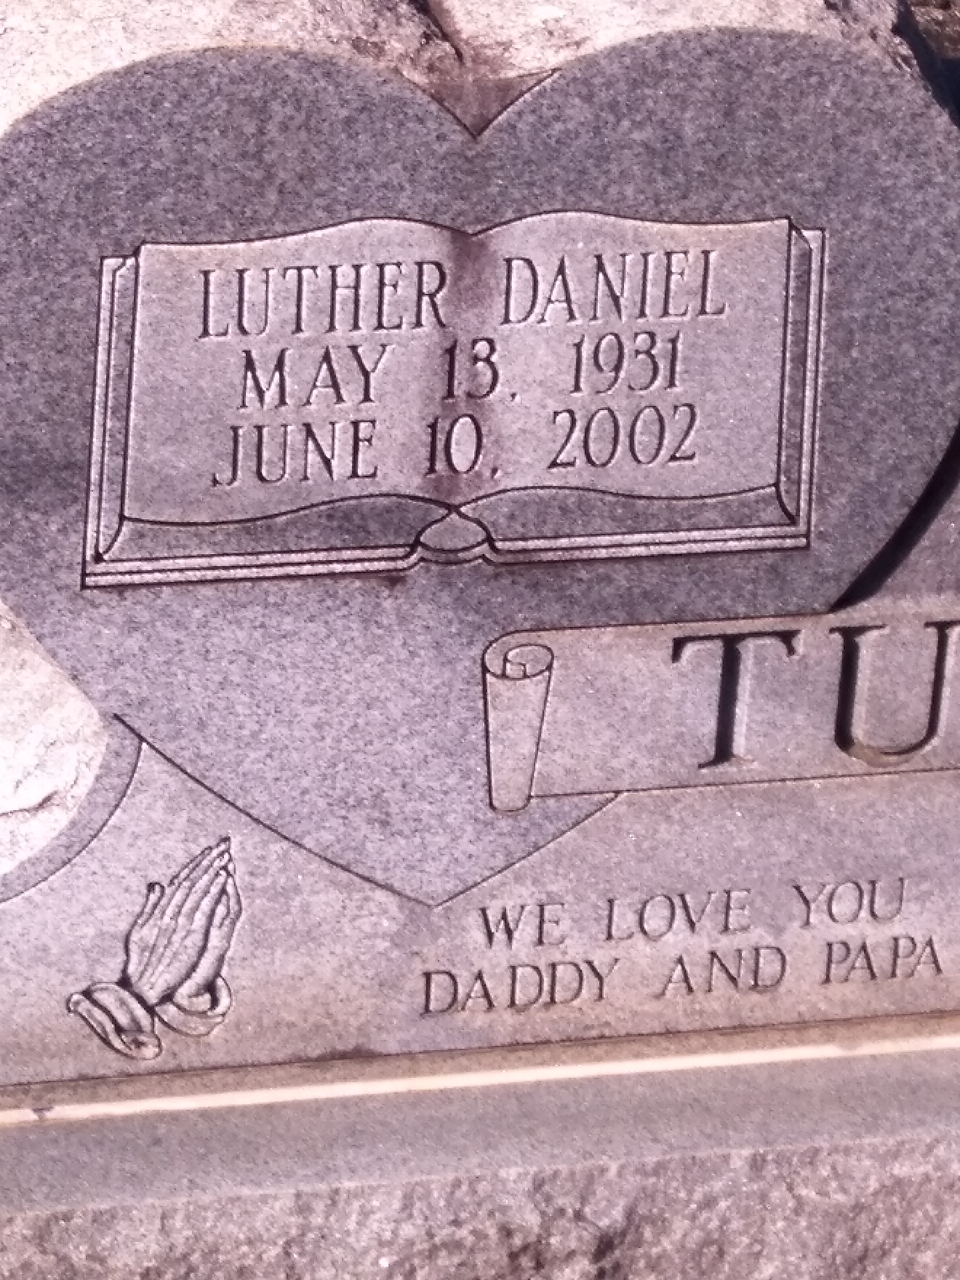 LUTHER DANIEL
MAY 13, 1931
JUNE 10, 2002
TU
WE LOVE YOU
DADDY AND PAPA